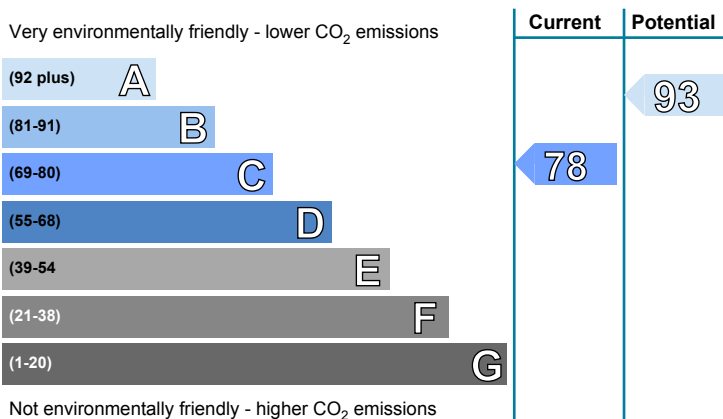 Current Potential
Very environmentally friendly - lower CO2 emissions
(92 plus) A
93
(81-91) B
(69-80) C
78
(55-68) D
(39-54 E
(21-38) F
(1-20) G
Not environmentally friendly - higher CO2 emissions